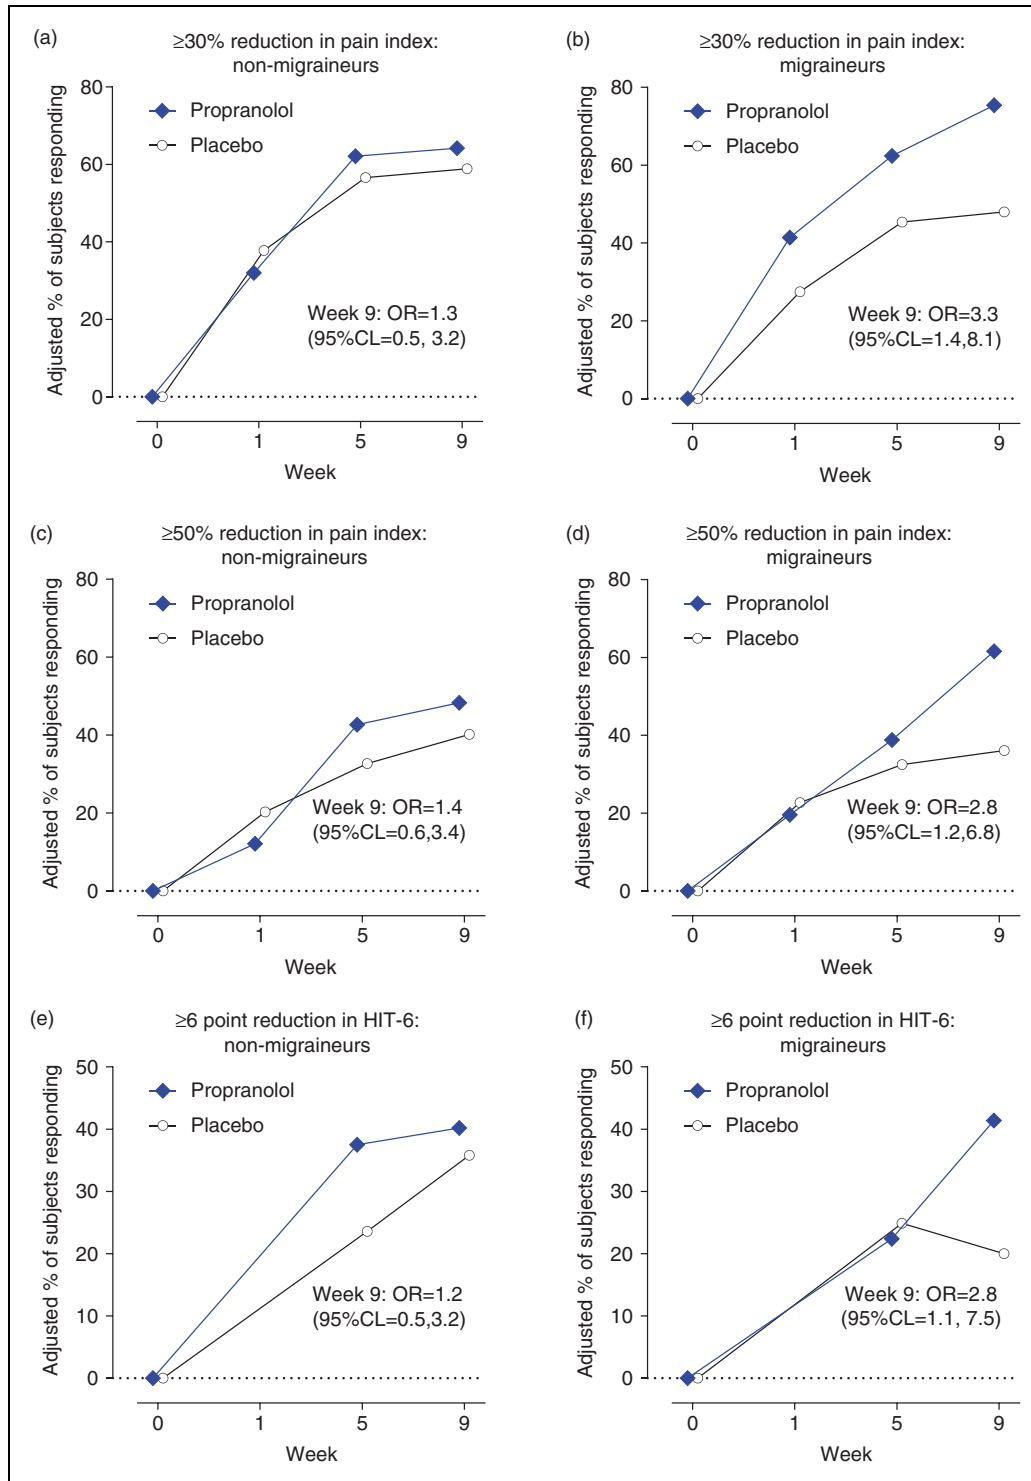 (a)
≥30% reduction in pain index:
non-migraineurs
Adjusted % of subjects responding
80
60
40
20
0
Propranolol
Placebo
Week 9: OR=1.3
(95%CL=0.5, 3.2)
0 1 5 9
Week
(b)
≥30% reduction in pain index:
migraineurs
Adjusted % of subjects responding
80
60
40
20
0
Propranolol
Placebo
Week 9: OR=3.3
(95%CL=1.4,8.1)
0 1 5 9
Week
(c)
≥50% reduction in pain index:
non-migraineurs
Adjusted % of subjects responding
80
60
40
20
0
Propranolol
Placebo
Week 9: OR=1.4
(95%CL=0.6,3.4)
0 1 5 9
Week
(d)
≥50% reduction in pain index:
migraineurs
Adjusted % of subjects responding
80
60
40
20
0
Propranolol
Placebo
Week 9: OR=2.8
(95%CL=1.2,6.8)
0 1 5 9
Week
(e)
≥6 point reduction in HIT-6:
non-migraineurs
Adjusted % of subjects responding
50
40
30
20
10
0
Propranolol
Placebo
Week 9: OR=1.2
(95%CL=0.5,3.2)
0 1 5 9
Week
(f)
≥6 point reduction in HIT-6:
migraineurs
Adjusted % of subjects responding
50
40
30
20
10
0
Propranolol
Placebo
Week 9: OR=2.8
(95%CL=1.1, 7.5)
0 1 5 9
Week